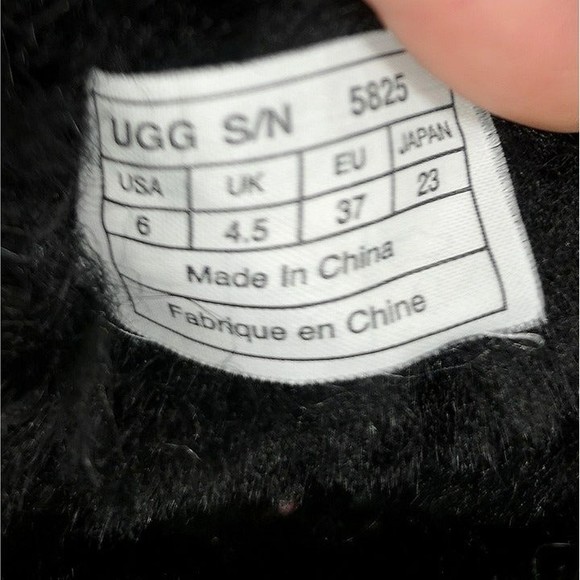 UGG S/N 5825
USA UK EU JAPAN
6 4.5 37 23
Made In China
Fabrique en Chine